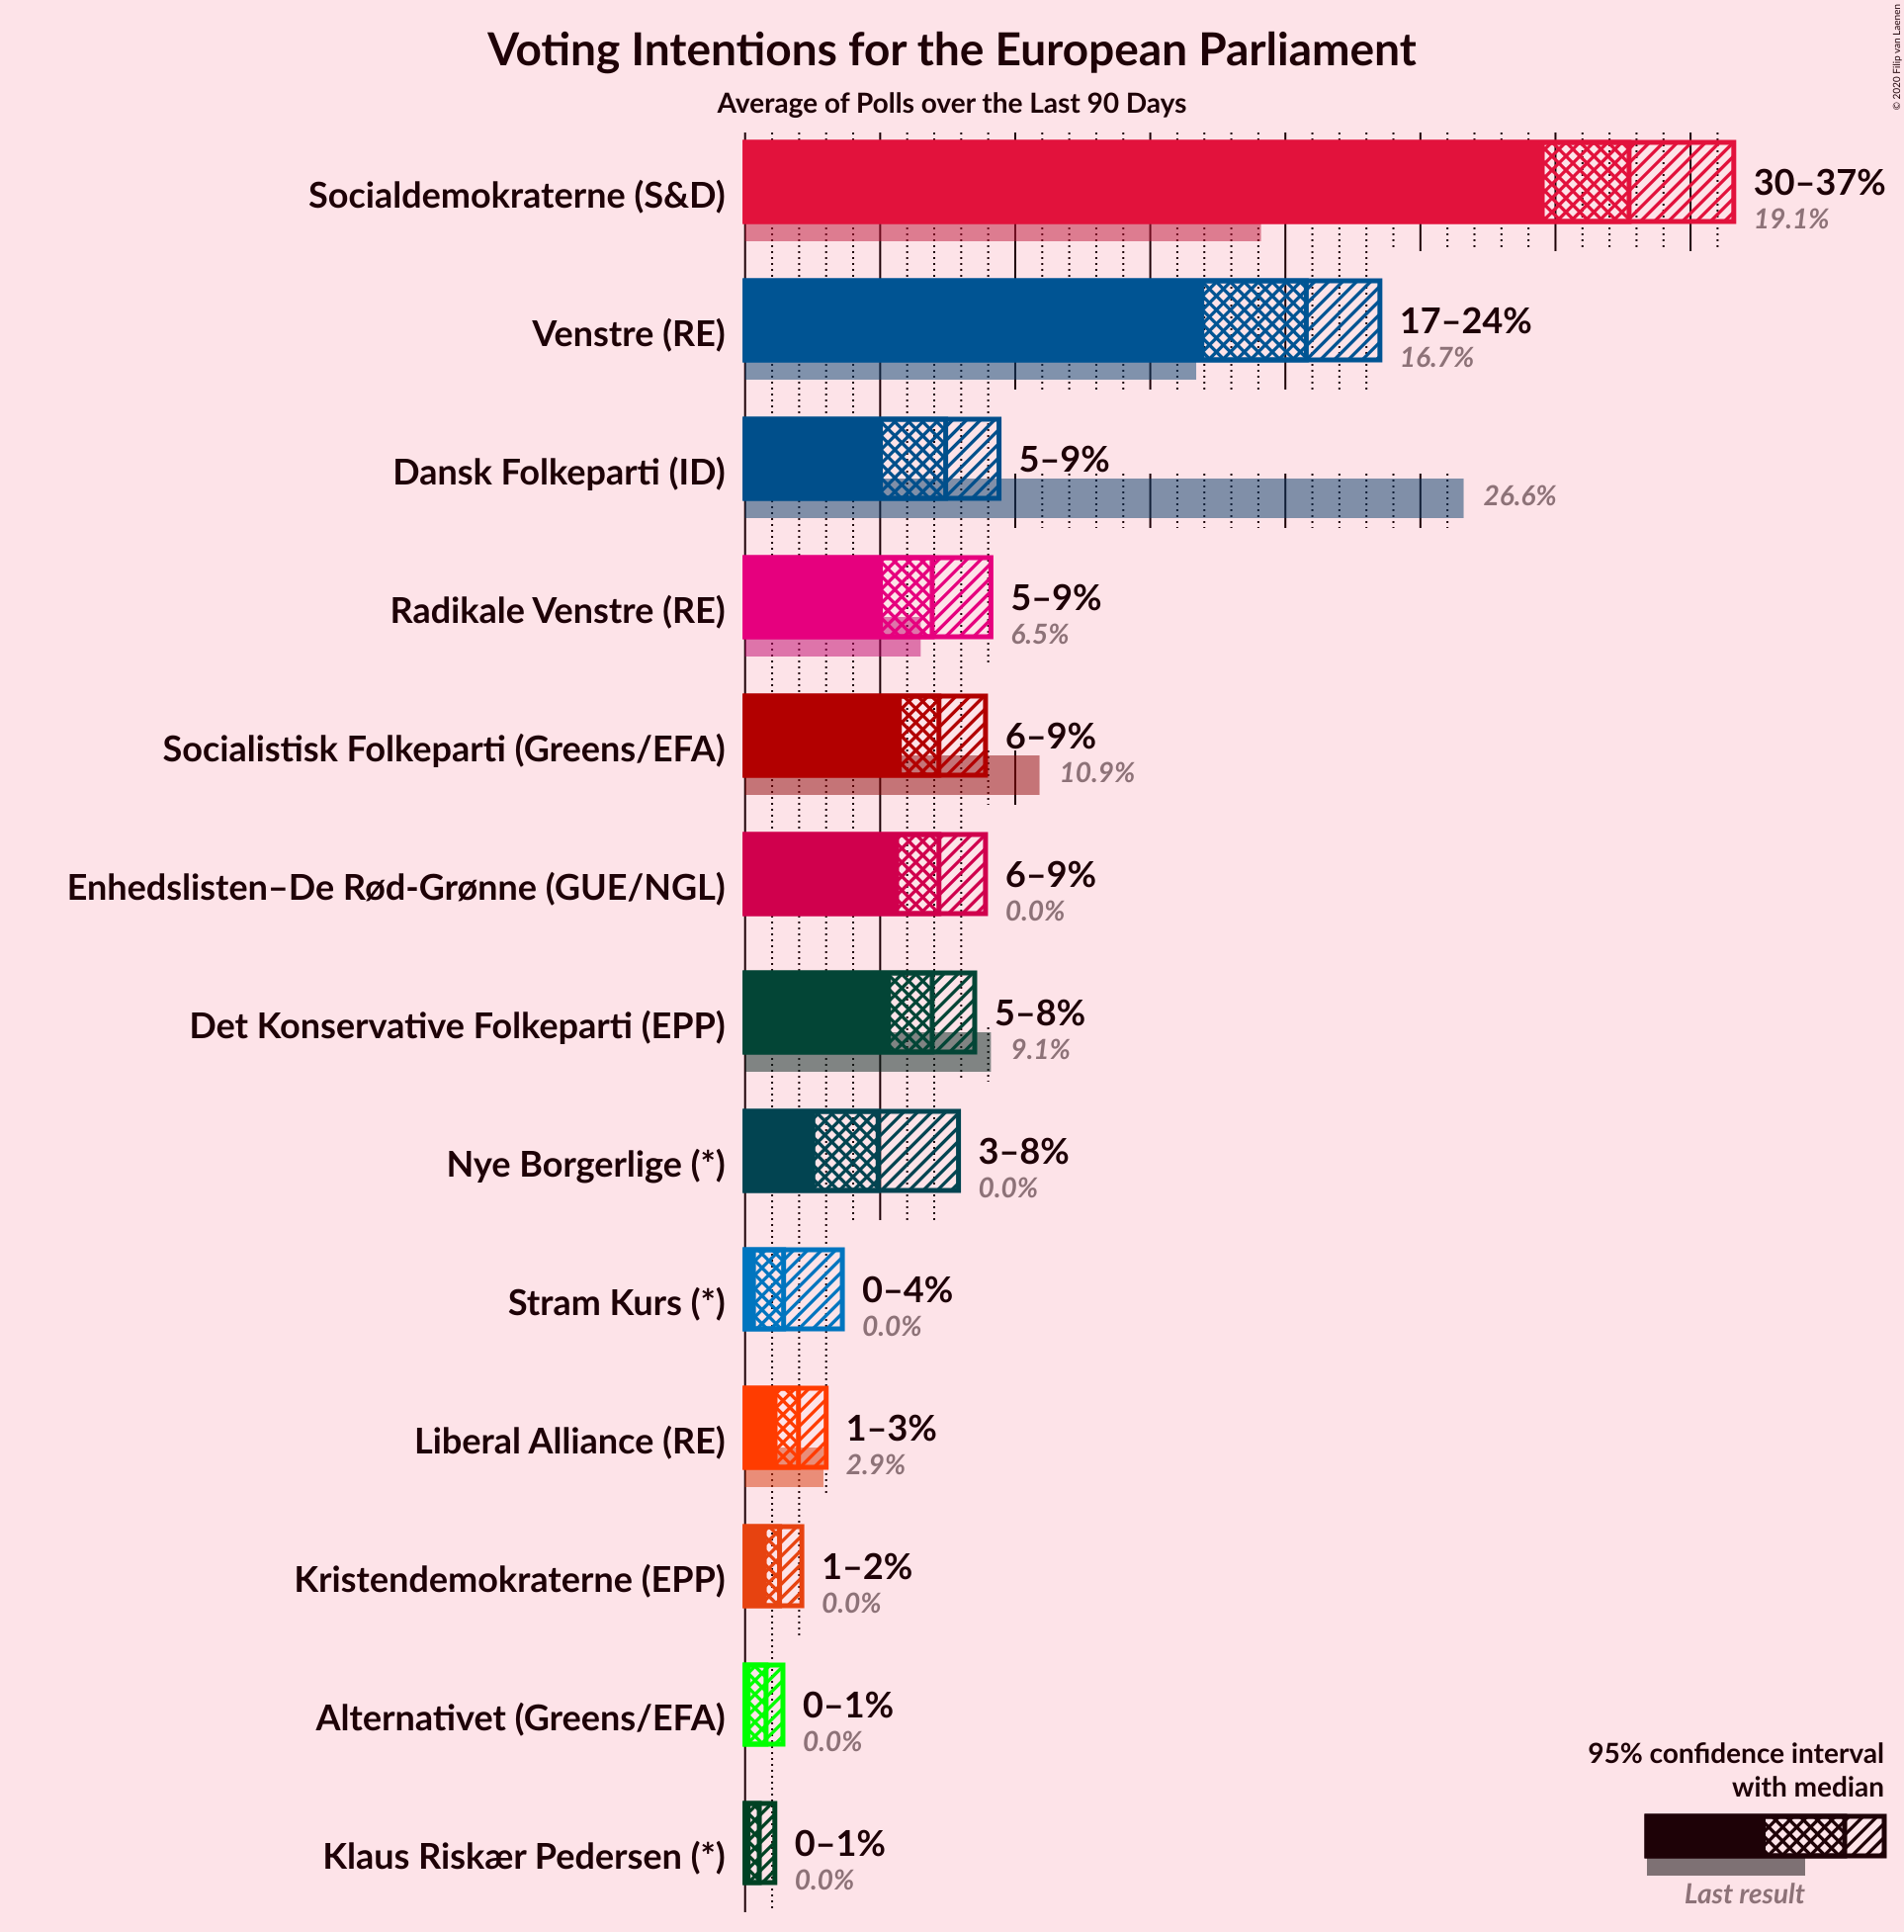 Voting Intentions for the European Parliament
Average of Polls over the Last 90 Days
© 2020 Filip van Laenen
Socialdemokraterne (S&D)
30–37%
19.1%
Venstre (RE)
17–24%
16.7%
Dansk Folkeparti (ID)
5–9%
26.6%
Radikale Venstre (RE)
5–9%
6.5%
Socialistisk Folkeparti (Greens/EFA)
6–9%
10.9%
Enhedslisten–De Rød-Grønne (GUE/NGL)
6–9%
0.0%
Det Konservative Folkeparti (EPP)
5–8%
9.1%
Nye Borgerlige (*)
3–8%
0.0%
Stram Kurs (*)
0–4%
0.0%
Liberal Alliance (RE)
1–3%
2.9%
Kristendemokraterne (EPP)
1–2%
0.0%
Alternativet (Greens/EFA)
0–1%
0.0%
Klaus Riskær Pedersen (*)
0–1%
0.0%
95% confidence interval
with median
Last result